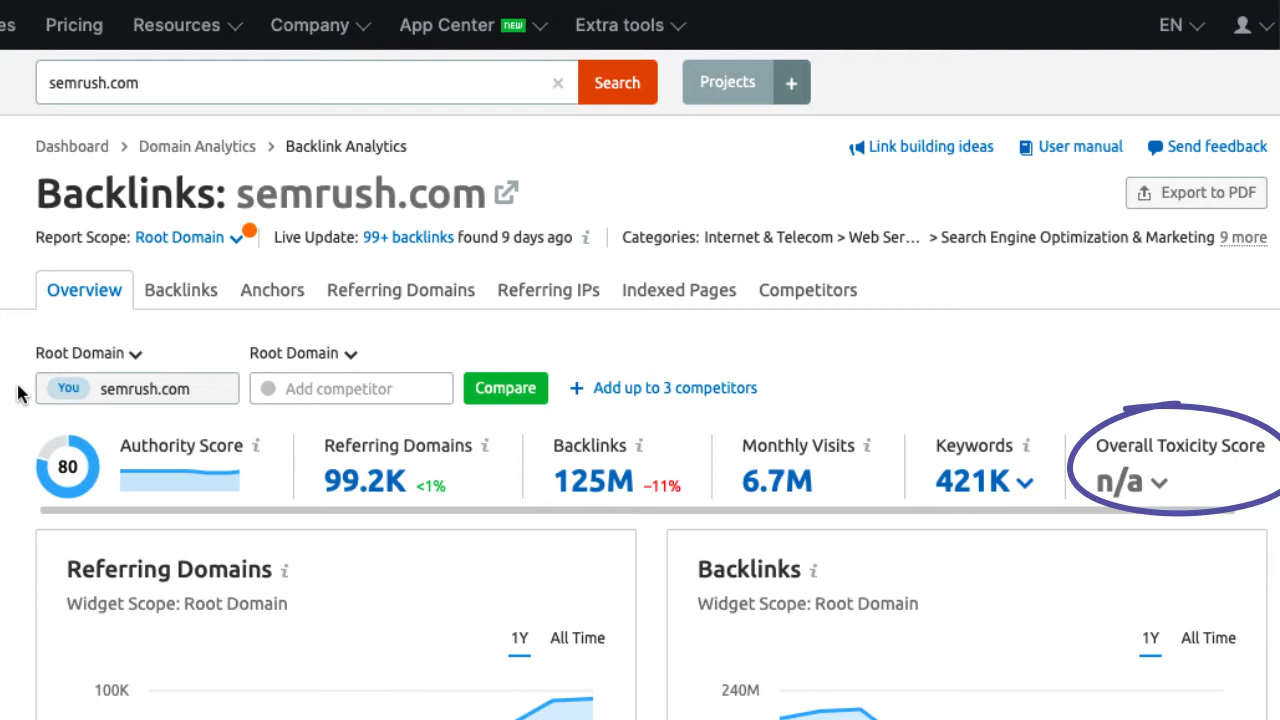 es Pricing Resources Company App Center NEW Extra tools EN
semrush.com × Search Projects +
Dashboard > Domain Analytics > Backlink Analytics Link building ideas User manual Send feedback
Backlinks: semrush.com Export to PDF
Report Scope: Root Domain Live Update: 99+ backlinks found 9 days ago i Categories: Internet & Telecom > Web Ser... > Search Engine Optimization & Marketing 9 more
Overview Backlinks Anchors Referring Domains Referring IPs Indexed Pages Competitors
Root Domain Root Domain
You semrush.com Add competitor Compare + Add up to 3 competitors
Authority Score i Referring Domains i Backlinks i Monthly Visits i Keywords i Overall Toxicity Score
80 99.2K <1% 125M −11% 6.7M 421K n/a
Referring Domains i Backlinks i
Widget Scope: Root Domain Widget Scope: Root Domain
1Y All Time 1Y All Time
100K 240M